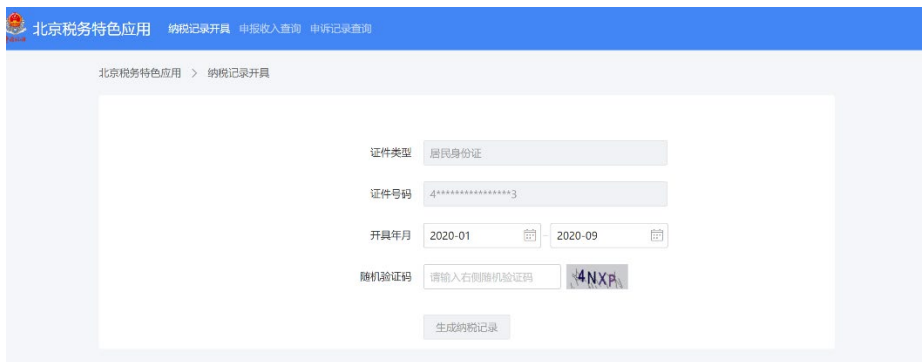 北京税务特色应用 纳税记录开具 申报收入查询 申诉记录查询
北京税务特色应用 > 纳税记录开具
证件类型 居民身份证
证件号码 4****************3
开具年月 2020-01 - 2020-09
随机验证码 请输入右侧随机验证码 4NXP
生成纳税记录